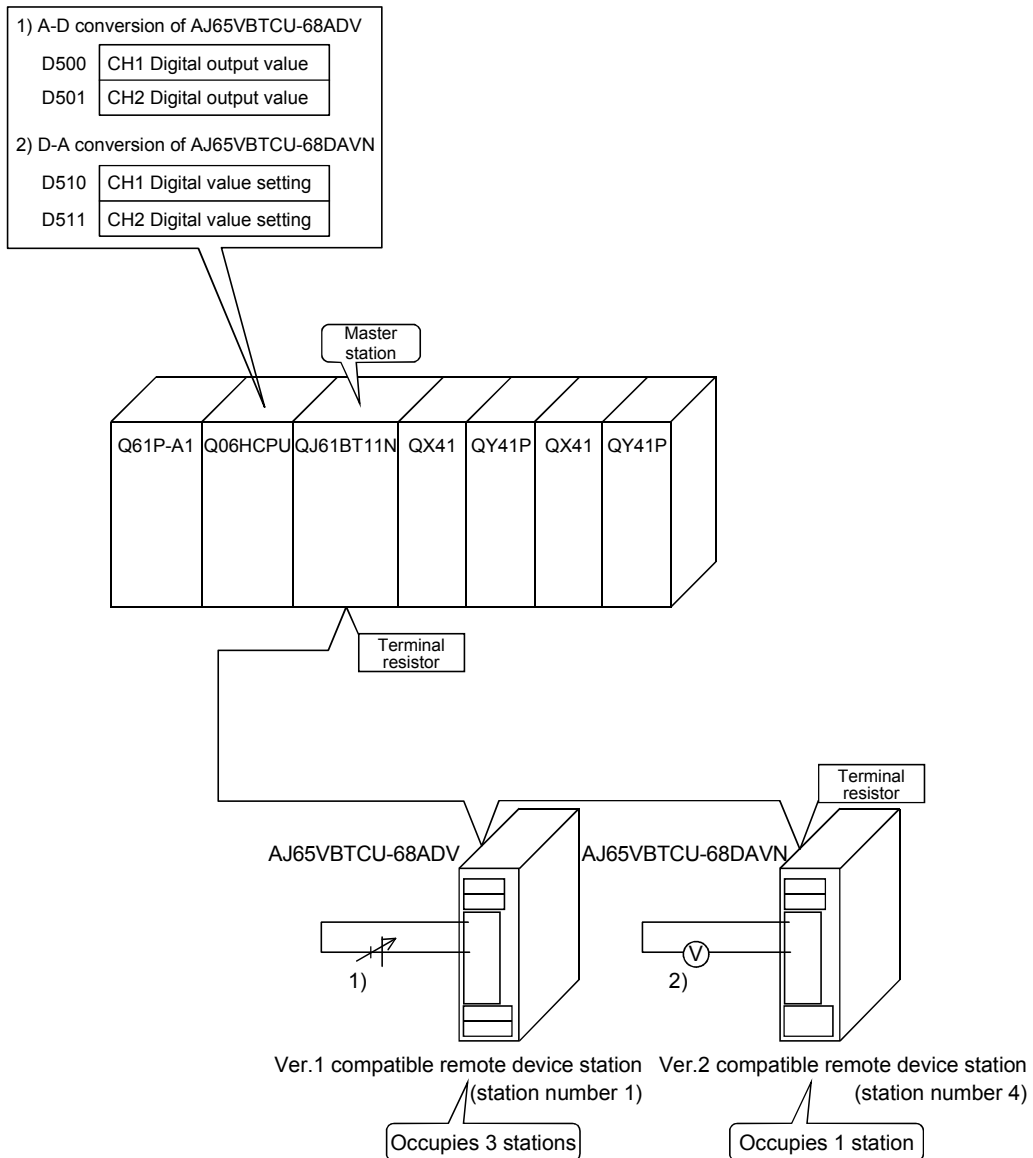 1) A-D conversion of AJ65VBTCU-68ADV
D500 CH1 Digital output value
D501 CH2 Digital output value
2) D-A conversion of AJ65VBTCU-68DAVN
D510 CH1 Digital value setting
D511 CH2 Digital value setting
Master
station
Q61P-A1 Q06HCPU QJ61BT11N QX41 QY41P QX41 QY41P
Terminal
resistor
Terminal
resistor
AJ65VBTCU-68ADV AJ65VBTCU-68DAVN
V
1) 2)
Ver.1 compatible remote device station
(station number 1)
Ver.2 compatible remote device station
(station number 4)
Occupies 3 stations
Occupies 1 station